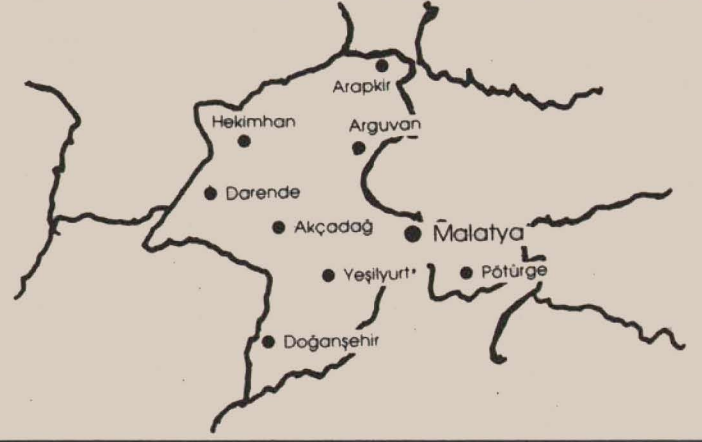 Arapkir
Hekimhan
Arguvan
Darende
Akçadağ
Malatya
Yeşilyurt
Pötürge
Doğanşehir